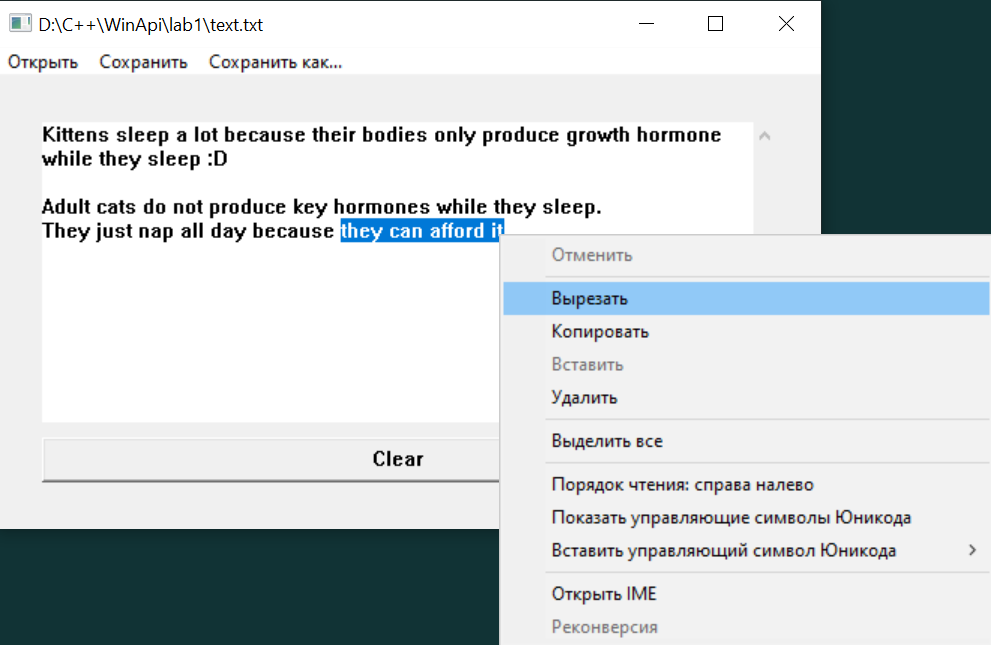 D:\C++\WinApi\lab1\text.txt
Открыть Сохранить Сохранить как...
Kittens sleep a lot because their bodies only produce growth hormone
while they sleep :D
Adult cats do not produce key hormones while they sleep.
They just nap all day because they can afford it
Clear
Отменить
Вырезать
Копировать
Вставить
Удалить
Выделить все
Порядок чтения: справа налево
Показать управляющие символы Юникода
Вставить управляющий символ Юникода
Открыть IME
Реконверсия